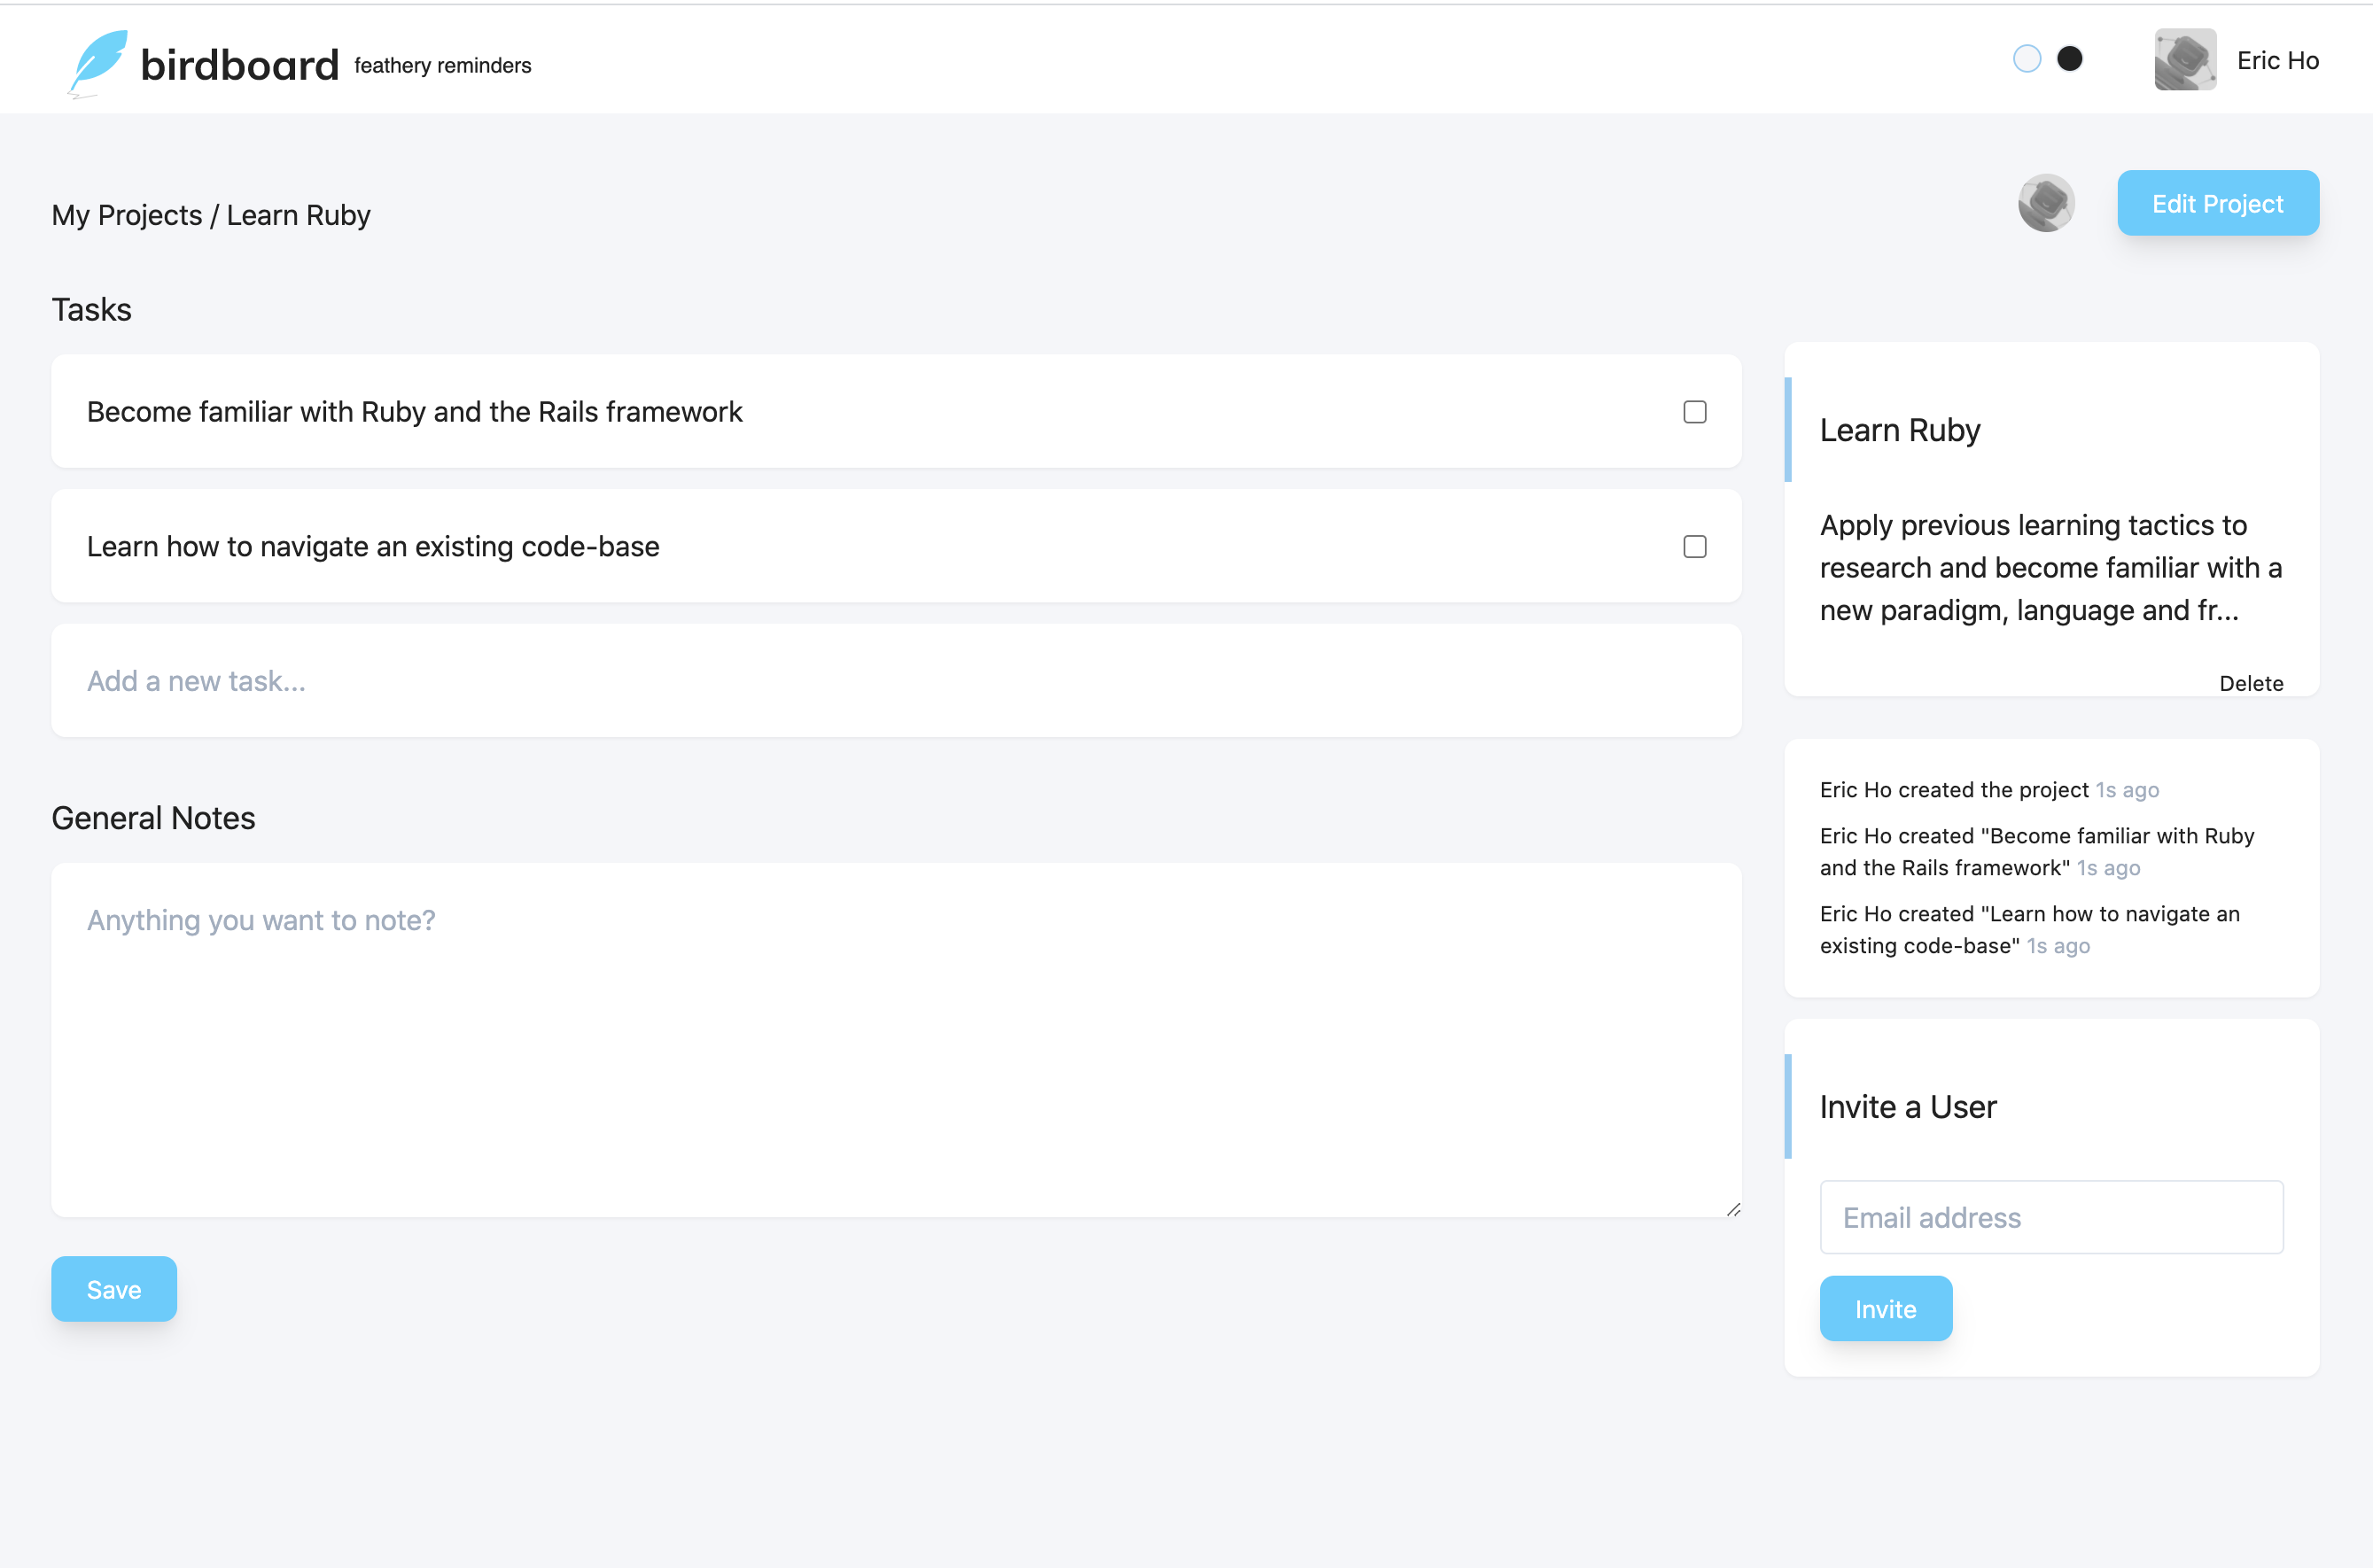 birdboard feathery reminders
Eric Ho
My Projects / Learn Ruby
Edit Project
Tasks
Become familiar with Ruby and the Rails framework
Learn how to navigate an existing code-base
Add a new task...
General Notes
Anything you want to note?
Save
Learn Ruby
Apply previous learning tactics to
research and become familiar with a
new paradigm, language and fr...
Delete
Eric Ho created the project 1s ago
Eric Ho created "Become familiar with Ruby
and the Rails framework" 1s ago
Eric Ho created "Learn how to navigate an
existing code-base" 1s ago
Invite a User
Email address
Invite